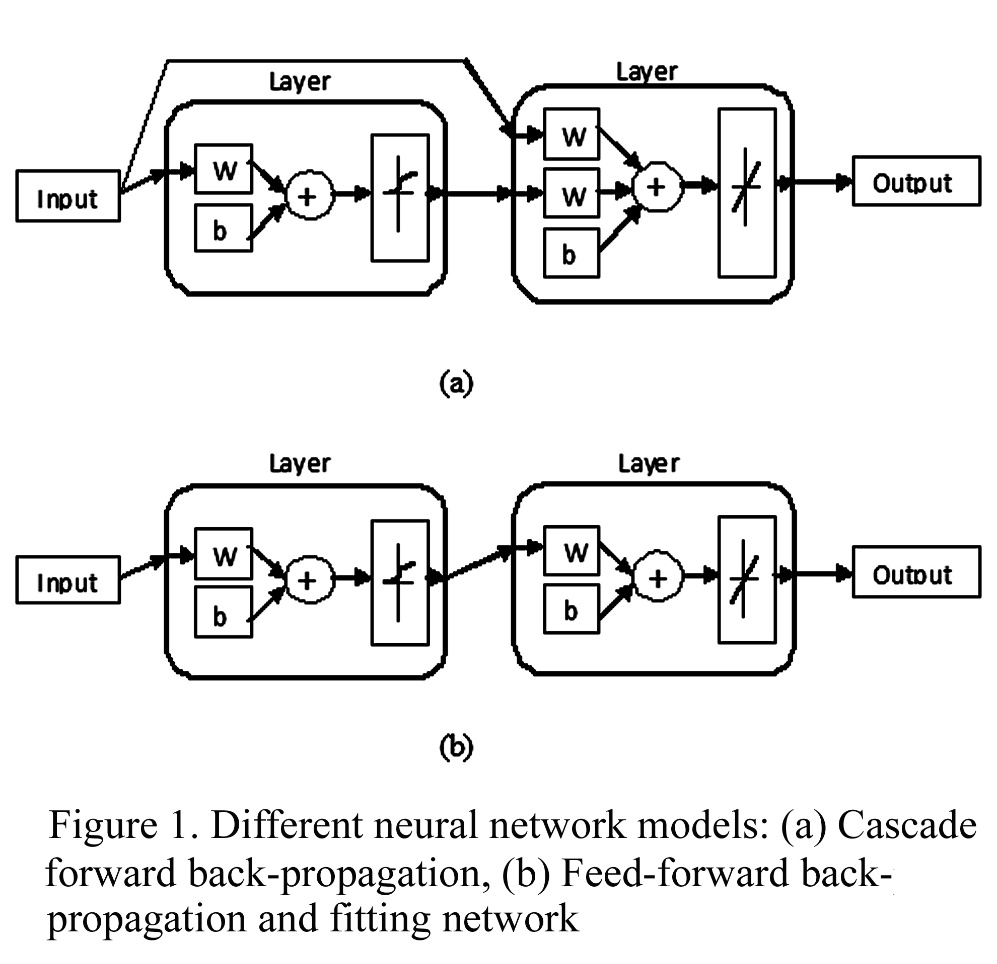 Layer
Layer
Input
W
b
+
W
W
b
+
Output
(a)
Layer
Layer
Input
W
b
+
W
b
+
Output
(b)
Figure 1. Different neural network models: (a) Cascade
forward back-propagation, (b) Feed-forward back-
propagation and fitting network